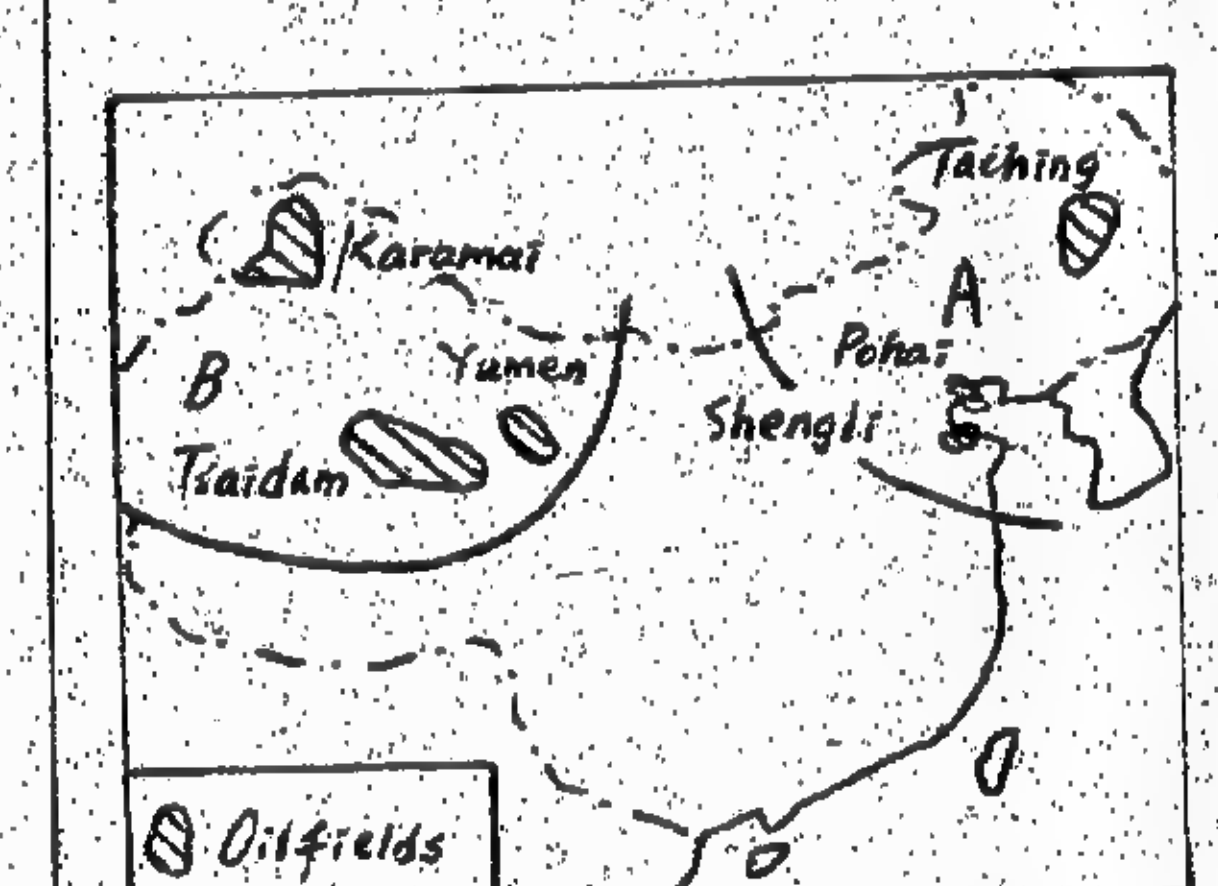 Taching
Karamai
A
Pohai
Yumen
B
Shengli
Tsaidam
Oilfields